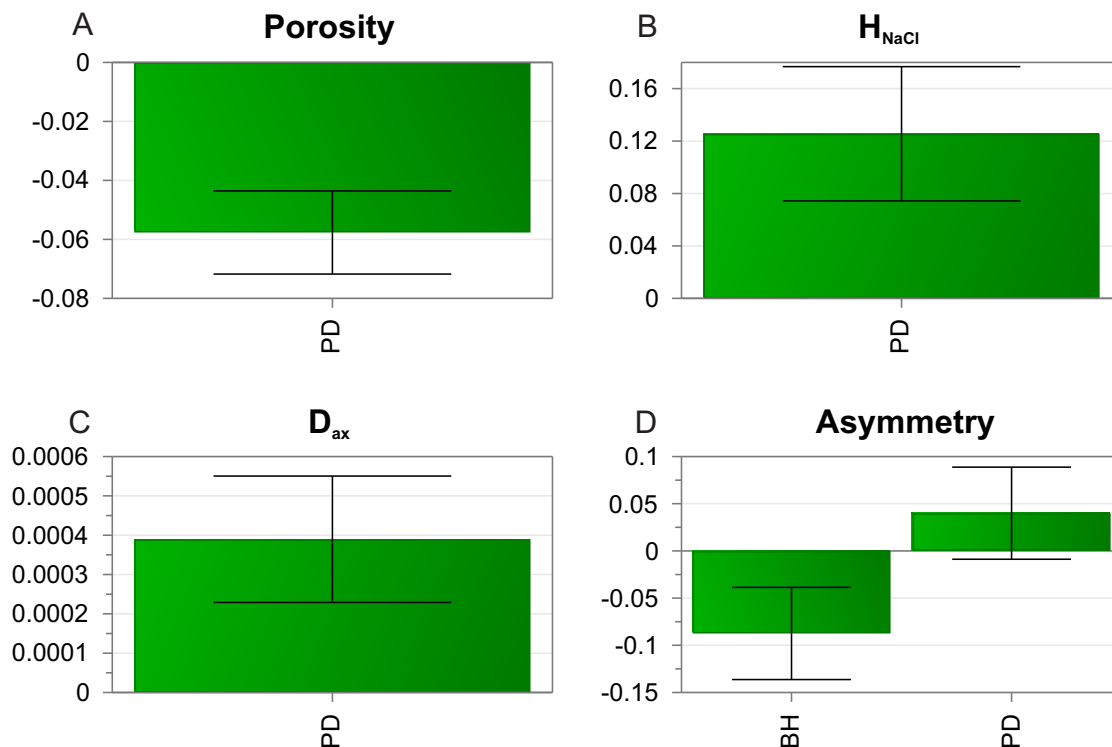 A
Porosity
0
-0.02
-0.04
-0.06
-0.08
PD
B
H_NaCl
0.16
0.12
0.08
0.04
0
PD
C
D_ax
0.0006
0.0005
0.0004
0.0003
0.0002
0.0001
0
PD
D
Asymmetry
0.1
0.05
0
-0.05
-0.1
-0.15
BH
PD